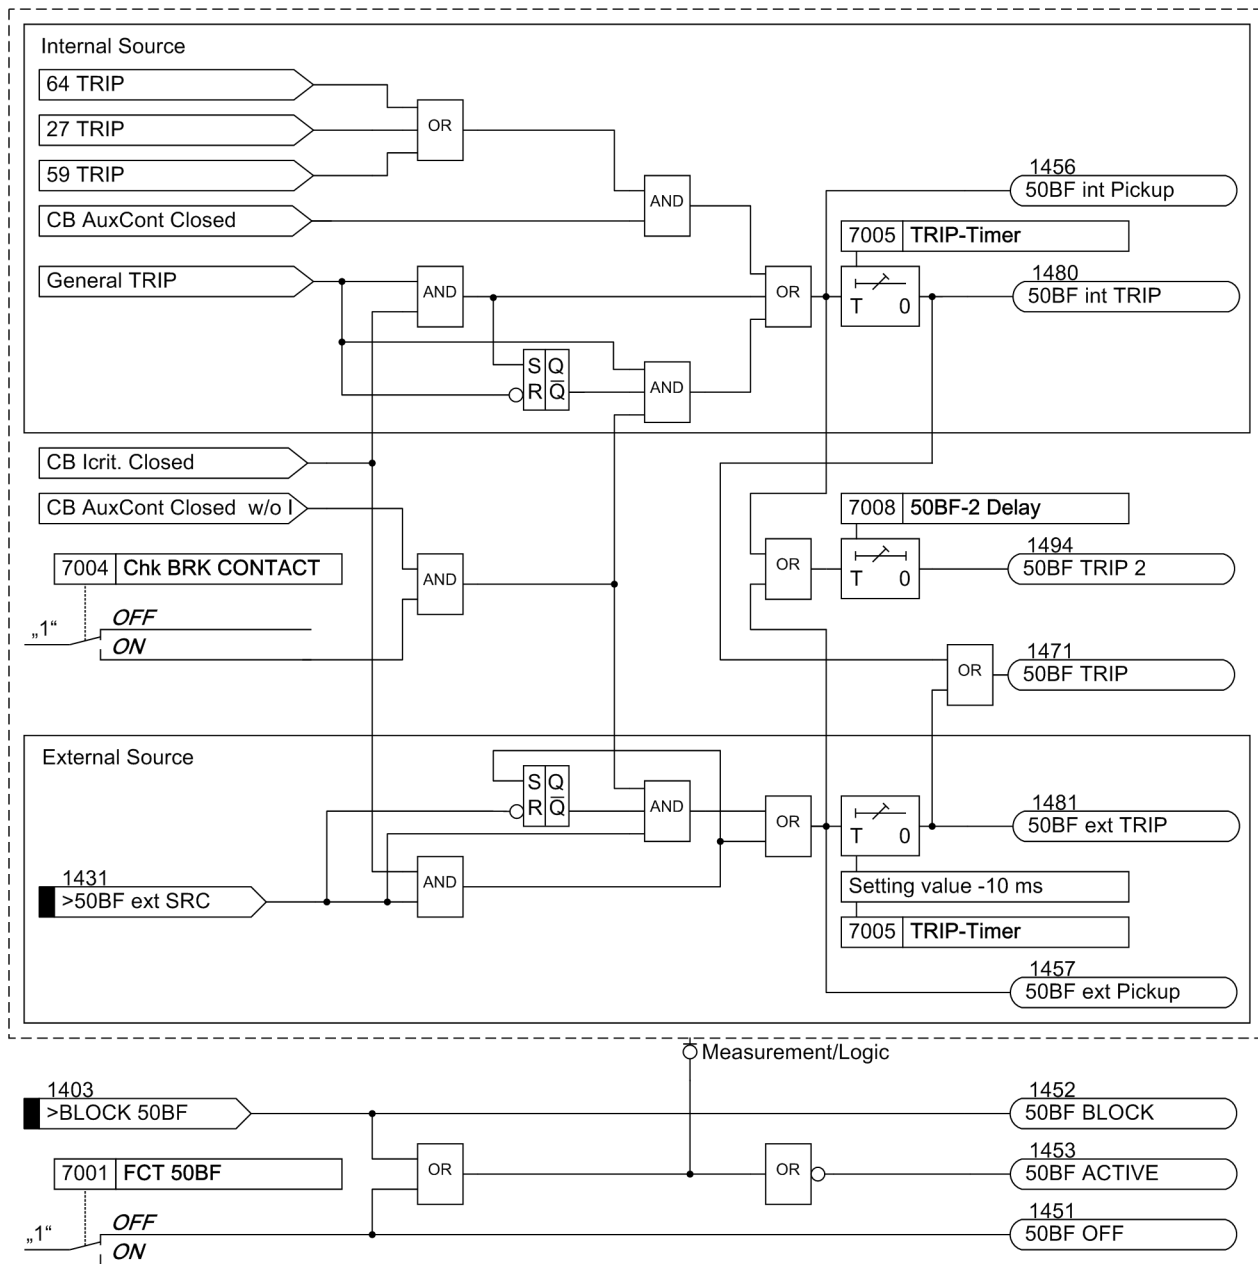 Internal Source
64 TRIP
27 TRIP
59 TRIP
CB AuxCont Closed
General TRIP
OR
AND
AND
S Q
R Q̅
AND
OR
1456
50BF int Pickup
7005 TRIP-Timer
T 0
1480
50BF int TRIP
CB Icrit. Closed
CB AuxCont Closed w/o I
7004 Chk BRK CONTACT
„1“
OFF
ON
AND
7008 50BF-2 Delay
OR
T 0
1494
50BF TRIP 2
OR
1471
50BF TRIP
External Source
S Q
R Q̅
AND
OR
T 0
1481
50BF ext TRIP
1431
>50BF ext SRC
AND
Setting value -10 ms
7005 TRIP-Timer
1457
50BF ext Pickup
Measurement/Logic
1403
>BLOCK 50BF
1452
50BF BLOCK
7001 FCT 50BF
OR
OR
1453
50BF ACTIVE
„1“
OFF
ON
1451
50BF OFF